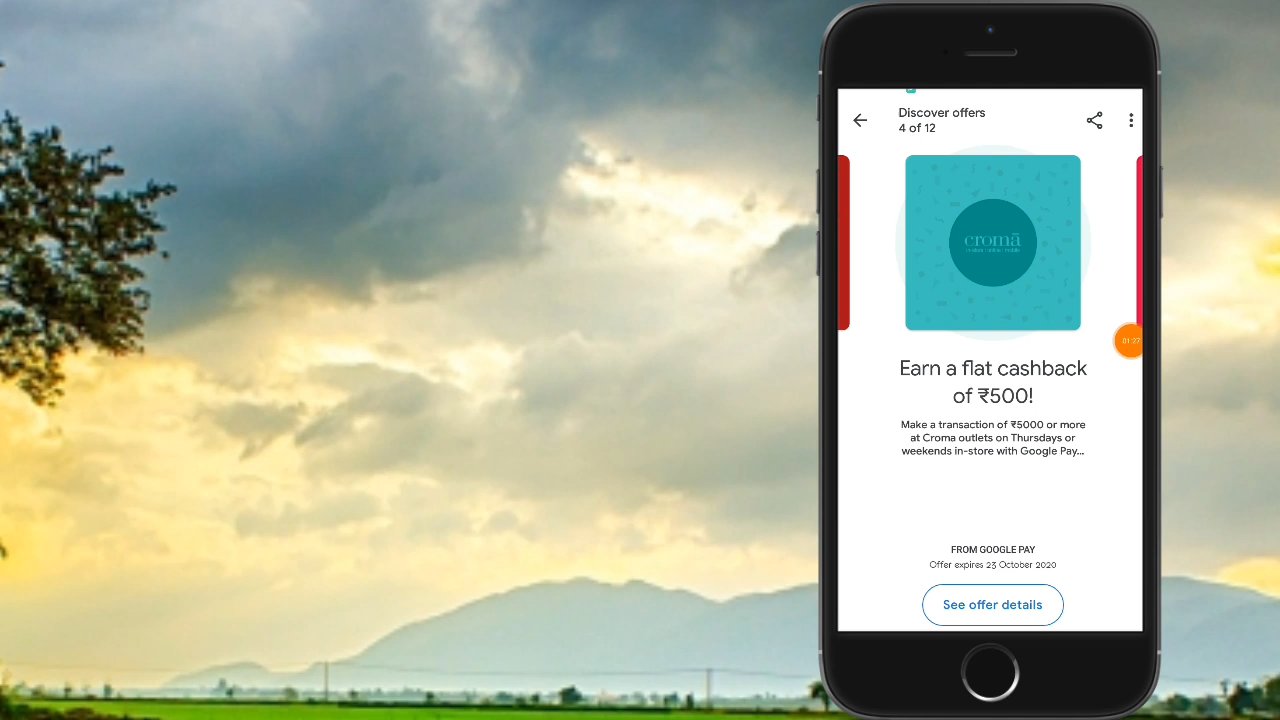 Discover offers
4 of 12
cromā
01:27
Earn a flat cashback
of ₹500!
Make a transaction of ₹5000 or more
at Croma outlets on Thursdays or
weekends in-store with Google Pay...
FROM GOOGLE PAY
Offer expires 23 October 2020
See offer details